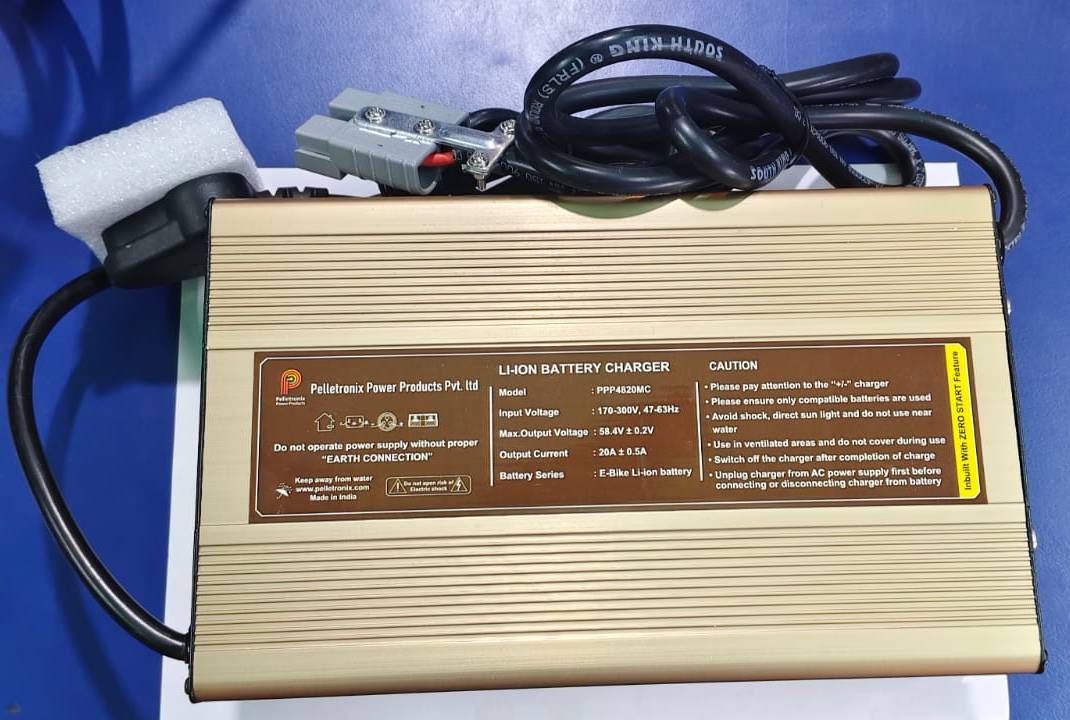 SOUTH KING ® (FRLS)
SOUTH KING
Pelletronix
Power Products
Pelletronix Power Products Pvt. ltd
Do not operate power supply without proper
"EARTH CONNECTION"
Keep away from water
www.pelletronix.com
Made in India
Do not open risk of
Electric shock
LI-ION BATTERY CHARGER
Model : PPP4820MC
Input Voltage : 170-300V, 47-63Hz
Max.Output Voltage : 58.4V ± 0.2V
Output Current : 20A ± 0.5A
Battery Series : E-Bike Li-ion battery
CAUTION
• Please pay attention to the "+/-" charger
• Please ensure only compatible batteries are used
• Avoid shock, direct sun light and do not use near
water
• Use in ventilated areas and do not cover during use
• Switch off the charger after completion of charge
• Unplug charger from AC power supply first before
connecting or disconnecting charger from battery
Inbuilt With ZERO START Feature